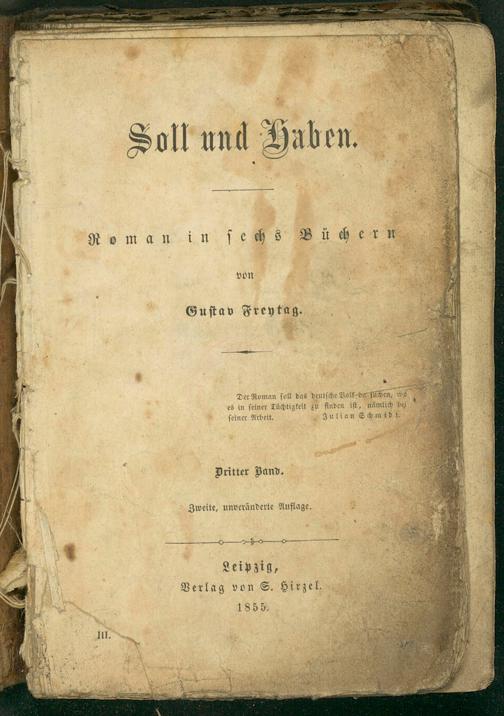 Soll und Haben.
Roman in sechs Büchern
von
Gustav Freytag.
Der Roman soll das deutsche Volk da suchen, wo
es in seiner Tüchtigkeit zu finden ist, nämlich bei
seiner Arbeit. Julian Schmidt.
Dritter Band.
Zweite, unveränderte Auflage.
Leipzig,
Verlag von S. Hirzel.
1855.
III.